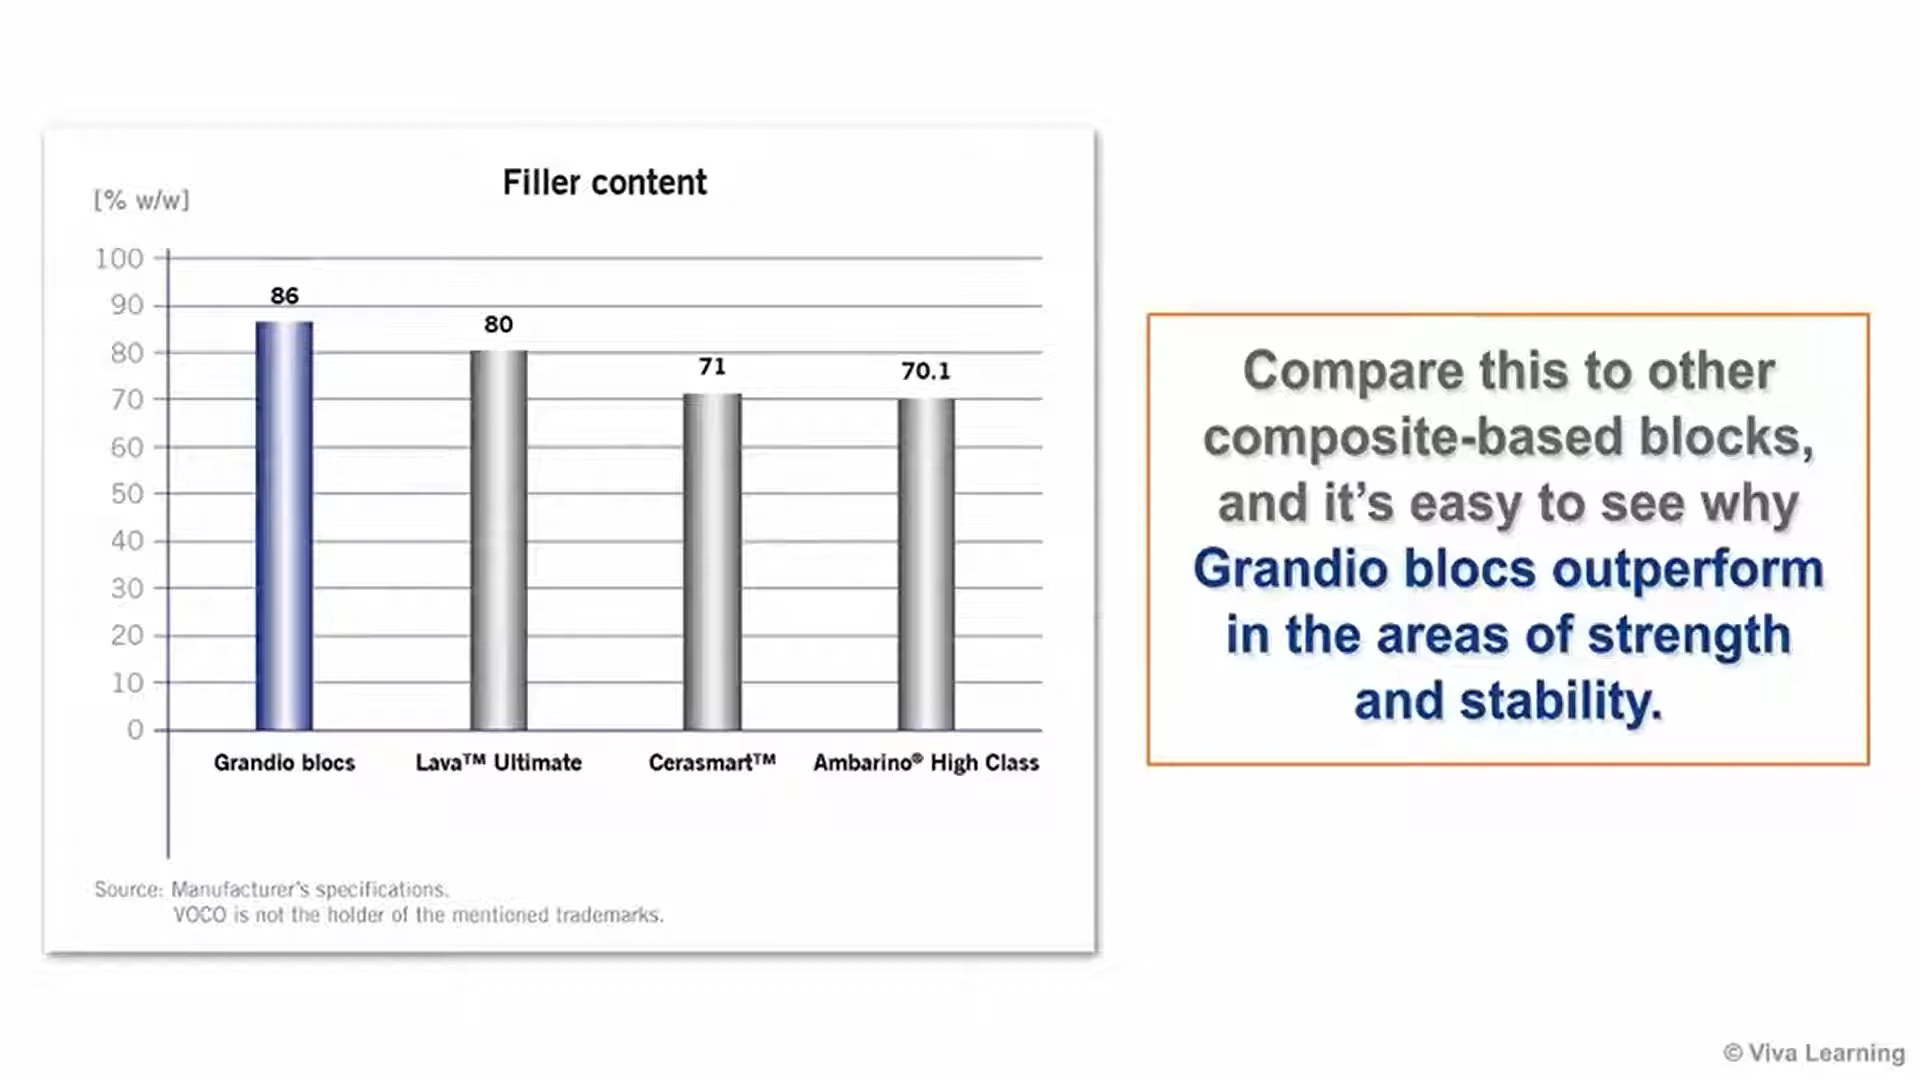 Filler content
[% w/w]
100
90
80
70
60
50
40
30
20
10
0
86
80
71
70.1
Grandio blocs
Lava™ Ultimate
Cerasmart™
Ambarino® High Class
Source: Manufacturer's specifications.
VOCO is not the holder of the mentioned trademarks.
Compare this to other
composite-based blocks,
and it's easy to see why
Grandio blocs outperform
in the areas of strength
and stability.
© Viva Learning